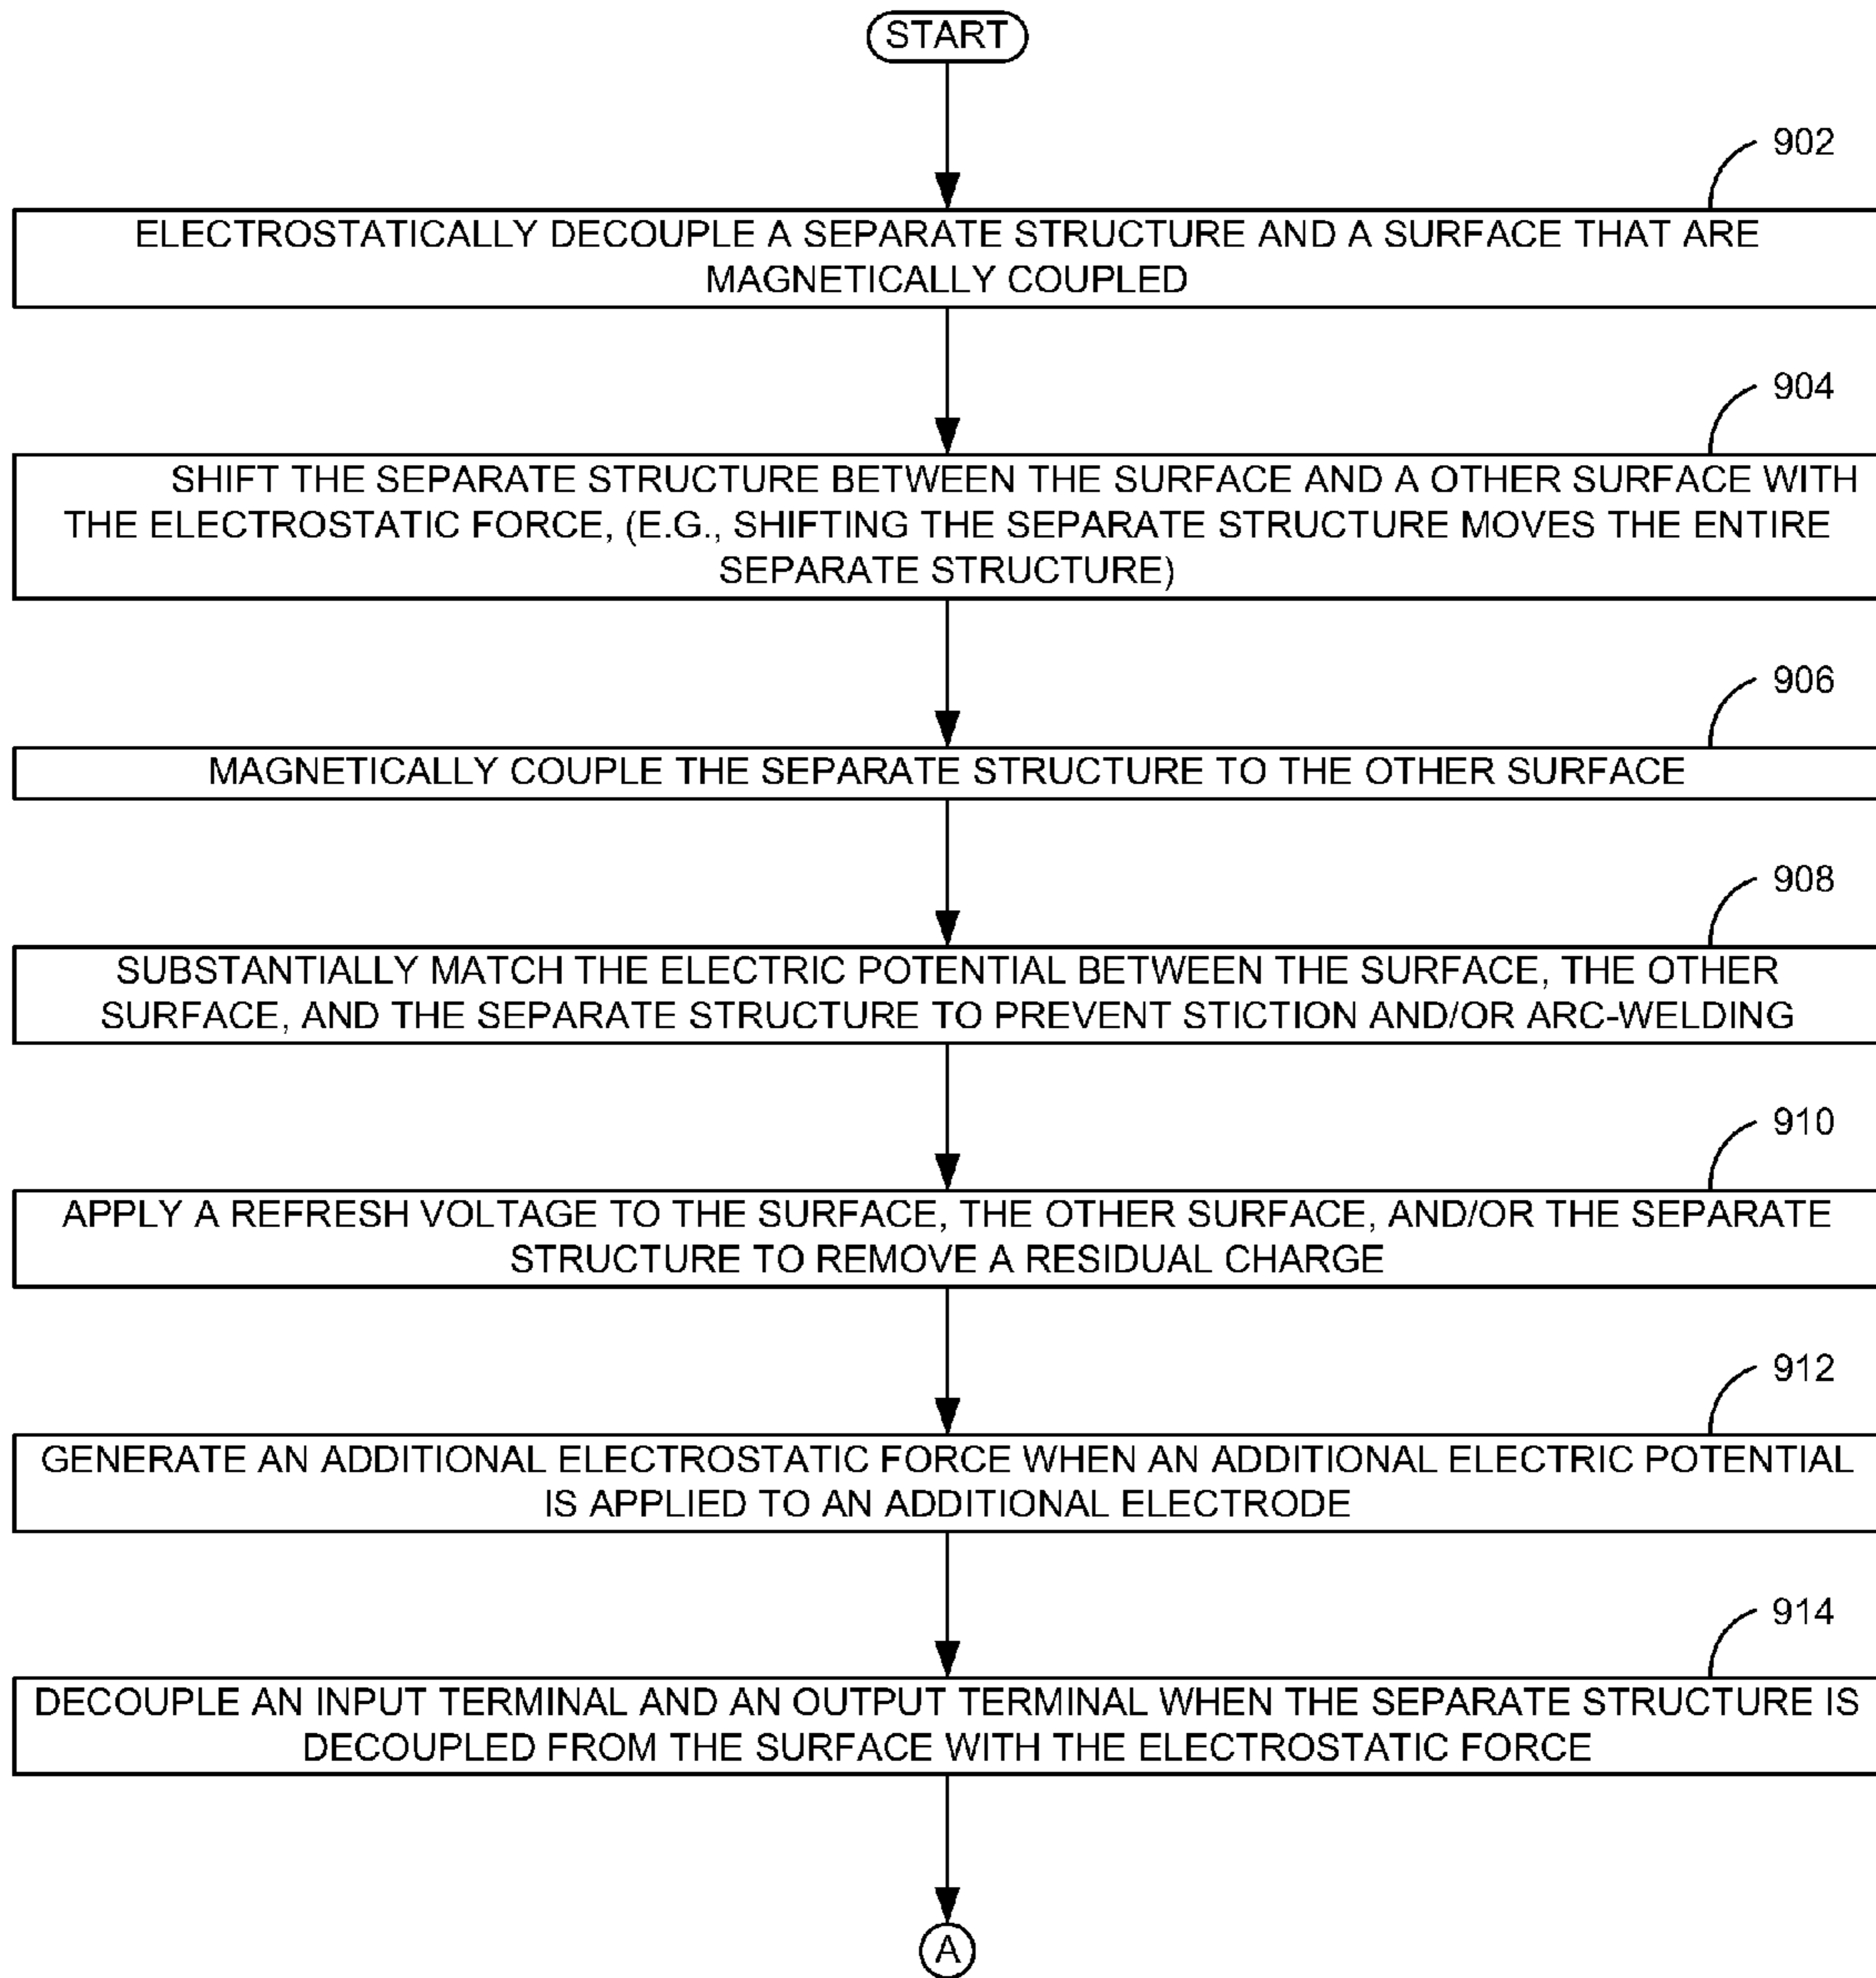 START
902
ELECTROSTATICALLY DECOUPLE A SEPARATE STRUCTURE AND A SURFACE THAT ARE
MAGNETICALLY COUPLED
904
SHIFT THE SEPARATE STRUCTURE BETWEEN THE SURFACE AND A OTHER SURFACE WITH
THE ELECTROSTATIC FORCE, (E.G., SHIFTING THE SEPARATE STRUCTURE MOVES THE ENTIRE
SEPARATE STRUCTURE)
906
MAGNETICALLY COUPLE THE SEPARATE STRUCTURE TO THE OTHER SURFACE
908
SUBSTANTIALLY MATCH THE ELECTRIC POTENTIAL BETWEEN THE SURFACE, THE OTHER
SURFACE, AND THE SEPARATE STRUCTURE TO PREVENT STICTION AND/OR ARC-WELDING
910
APPLY A REFRESH VOLTAGE TO THE SURFACE, THE OTHER SURFACE, AND/OR THE SEPARATE
STRUCTURE TO REMOVE A RESIDUAL CHARGE
912
GENERATE AN ADDITIONAL ELECTROSTATIC FORCE WHEN AN ADDITIONAL ELECTRIC POTENTIAL
IS APPLIED TO AN ADDITIONAL ELECTRODE
914
DECOUPLE AN INPUT TERMINAL AND AN OUTPUT TERMINAL WHEN THE SEPARATE STRUCTURE IS
DECOUPLED FROM THE SURFACE WITH THE ELECTROSTATIC FORCE
A